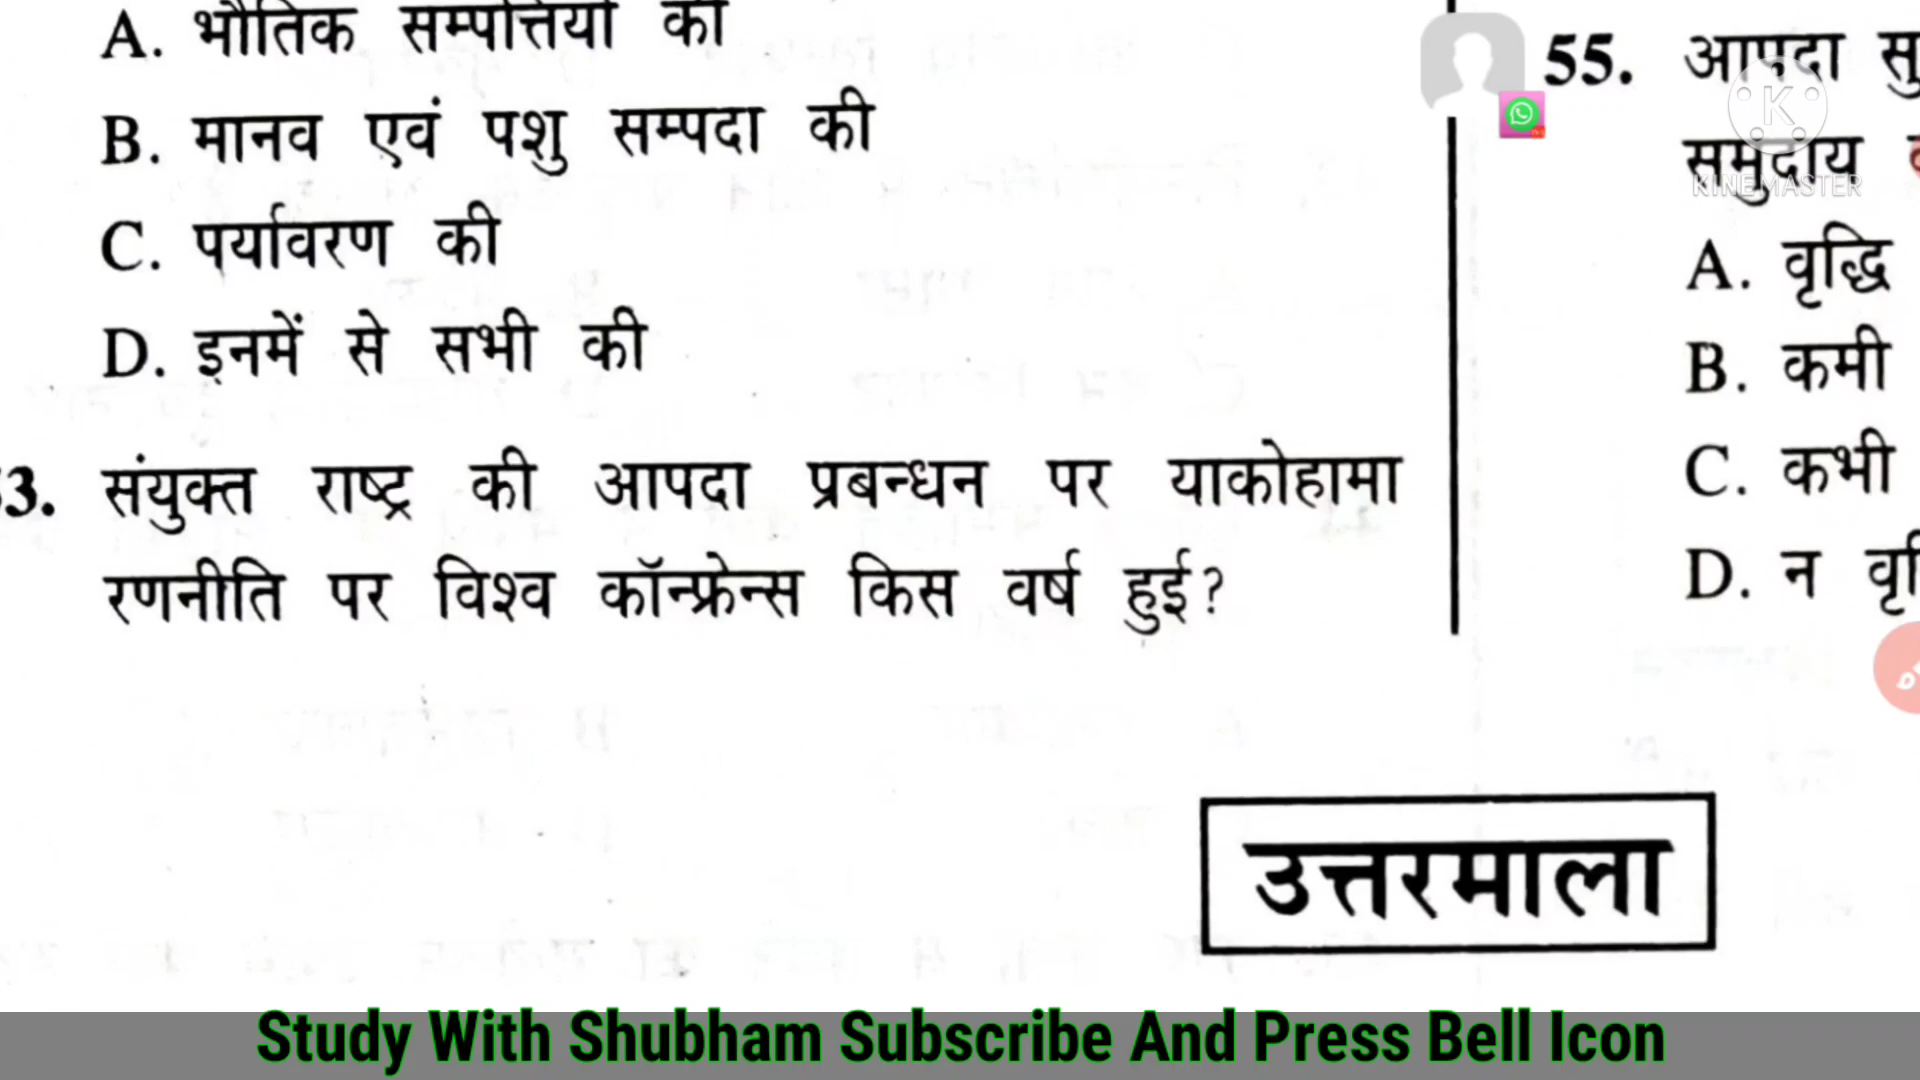 A. भौतिक सम्पत्तियों की
B. मानव एवं पशु सम्पदा की
C. पर्यावरण की
D. इनमें से सभी की
3. संयुक्त राष्ट्र की आपदा प्रबन्धन पर याकोहामा
रणनीति पर विश्व कॉन्फ्रेन्स किस वर्ष हुई?
55. आपदा सु
समुदाय
A. वृद्धि
B. कमी
C. कभी
D. न
K
KINEMASTER
उत्तरमाला
Study With Shubham Subscribe And Press Bell Icon